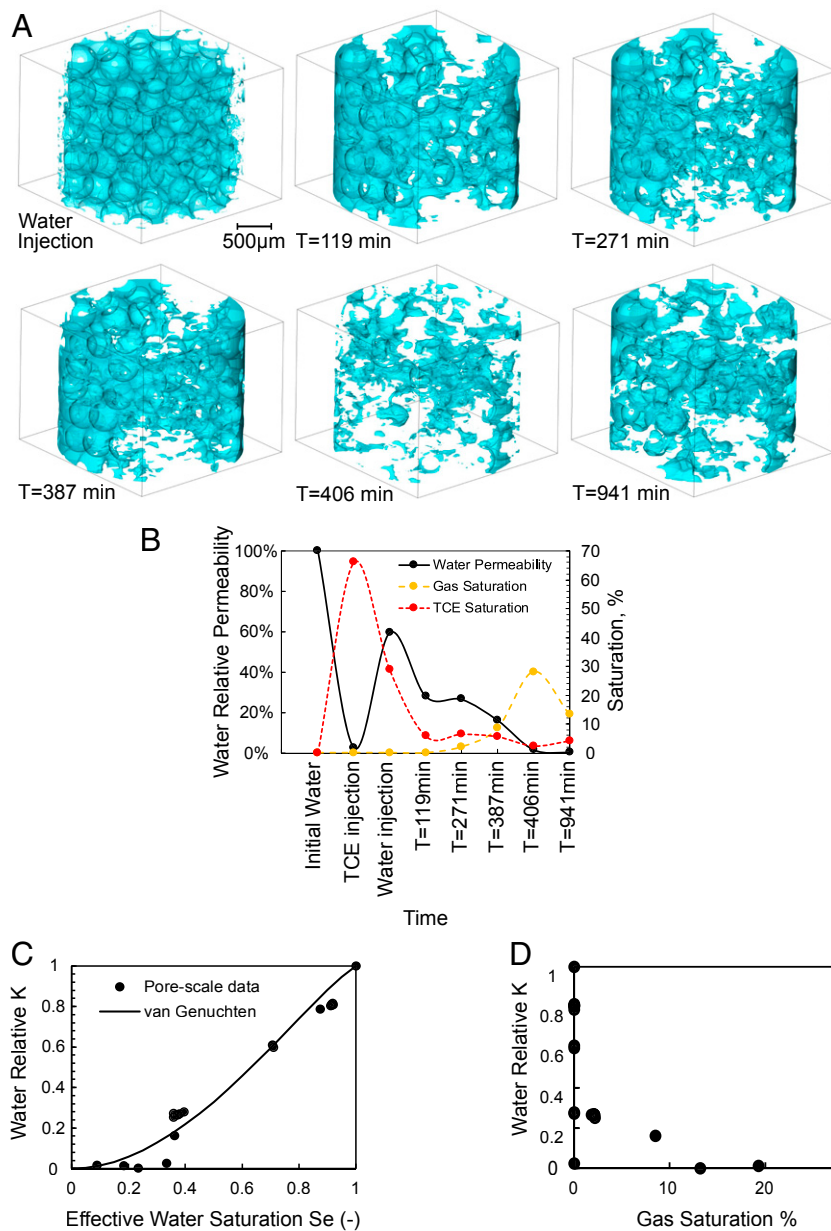 A
Water
Injection
500µm
T=119 min
T=271 min
T=387 min
T=406 min
T=941 min
B
Water Relative Permeability
100%
80%
60%
40%
20%
0%
Water Permeability
Gas Saturation
TCE Saturation
70
60
50
40
30
20
10
0
Saturation, %
Initial Water
TCE injection
Water injection
T=119min
T=271min
T=387min
T=406min
T=941min
Time
C
Water Relative K
1
0.8
0.6
0.4
0.2
0
Pore-scale data
van Genuchten
0 0.2 0.4 0.6 0.8 1
Effective Water Saturation Se (-)
D
Water Relative K
1
0.8
0.6
0.4
0.2
0
0 10 20
Gas Saturation %